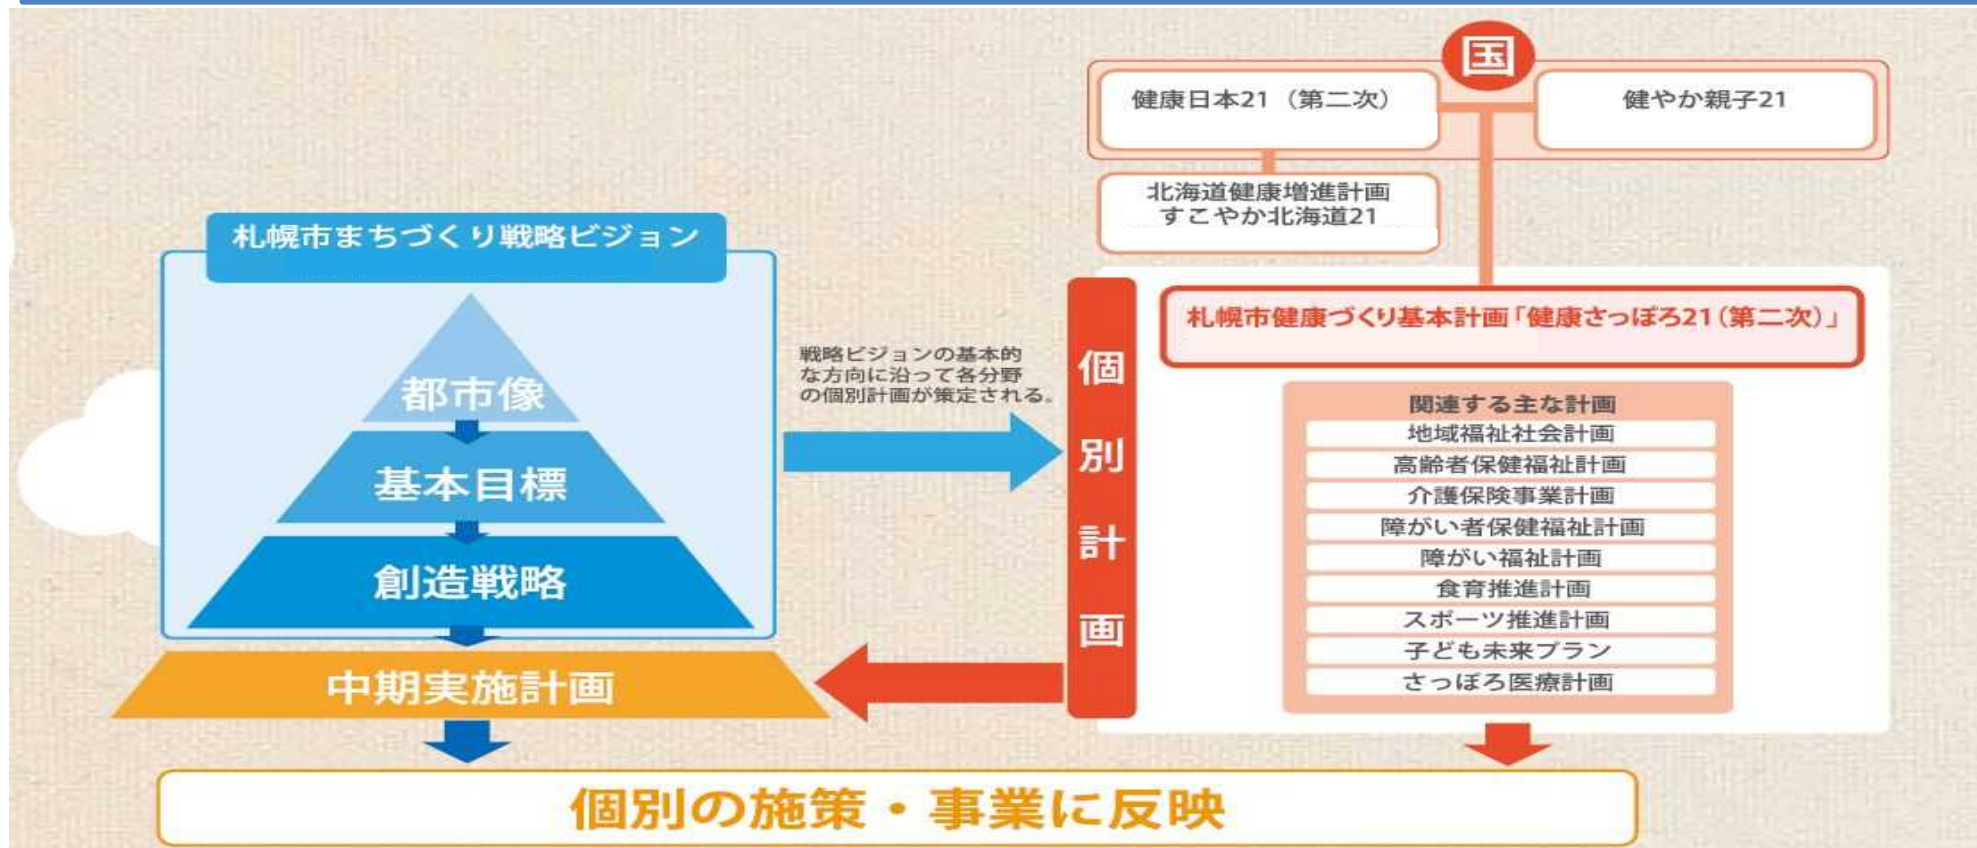 国
健康日本21（第二次）
健やか親子21
北海道健康増進計画
すこやか北海道21
札幌市まちづくり戦略ビジョン
都市像
基本目標
創造戦略
中期実施計画
戦略ビジョンの基本的
な方向に沿って各分野
の個別計画が策定される。
個別計画
札幌市健康づくり基本計画「健康さっぽろ21（第二次）」
関連する主な計画
地域福祉社会計画
高齢者保健福祉計画
介護保険事業計画
障がい者保健福祉計画
障がい福祉計画
食育推進計画
スポーツ推進計画
子ども未来プラン
さっぽろ医療計画
個別の施策・事業に反映